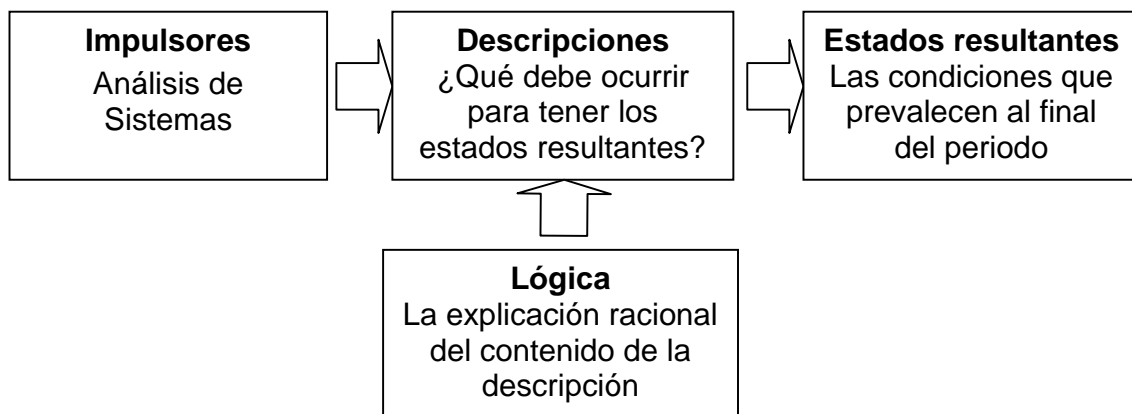 Impulsores
Análisis de
Sistemas
Descripciones
¿Qué debe ocurrir
para tener los
estados resultantes?
Estados resultantes
Las condiciones que
prevalecen al final
del periodo
Lógica
La explicación racional
del contenido de la
descripción